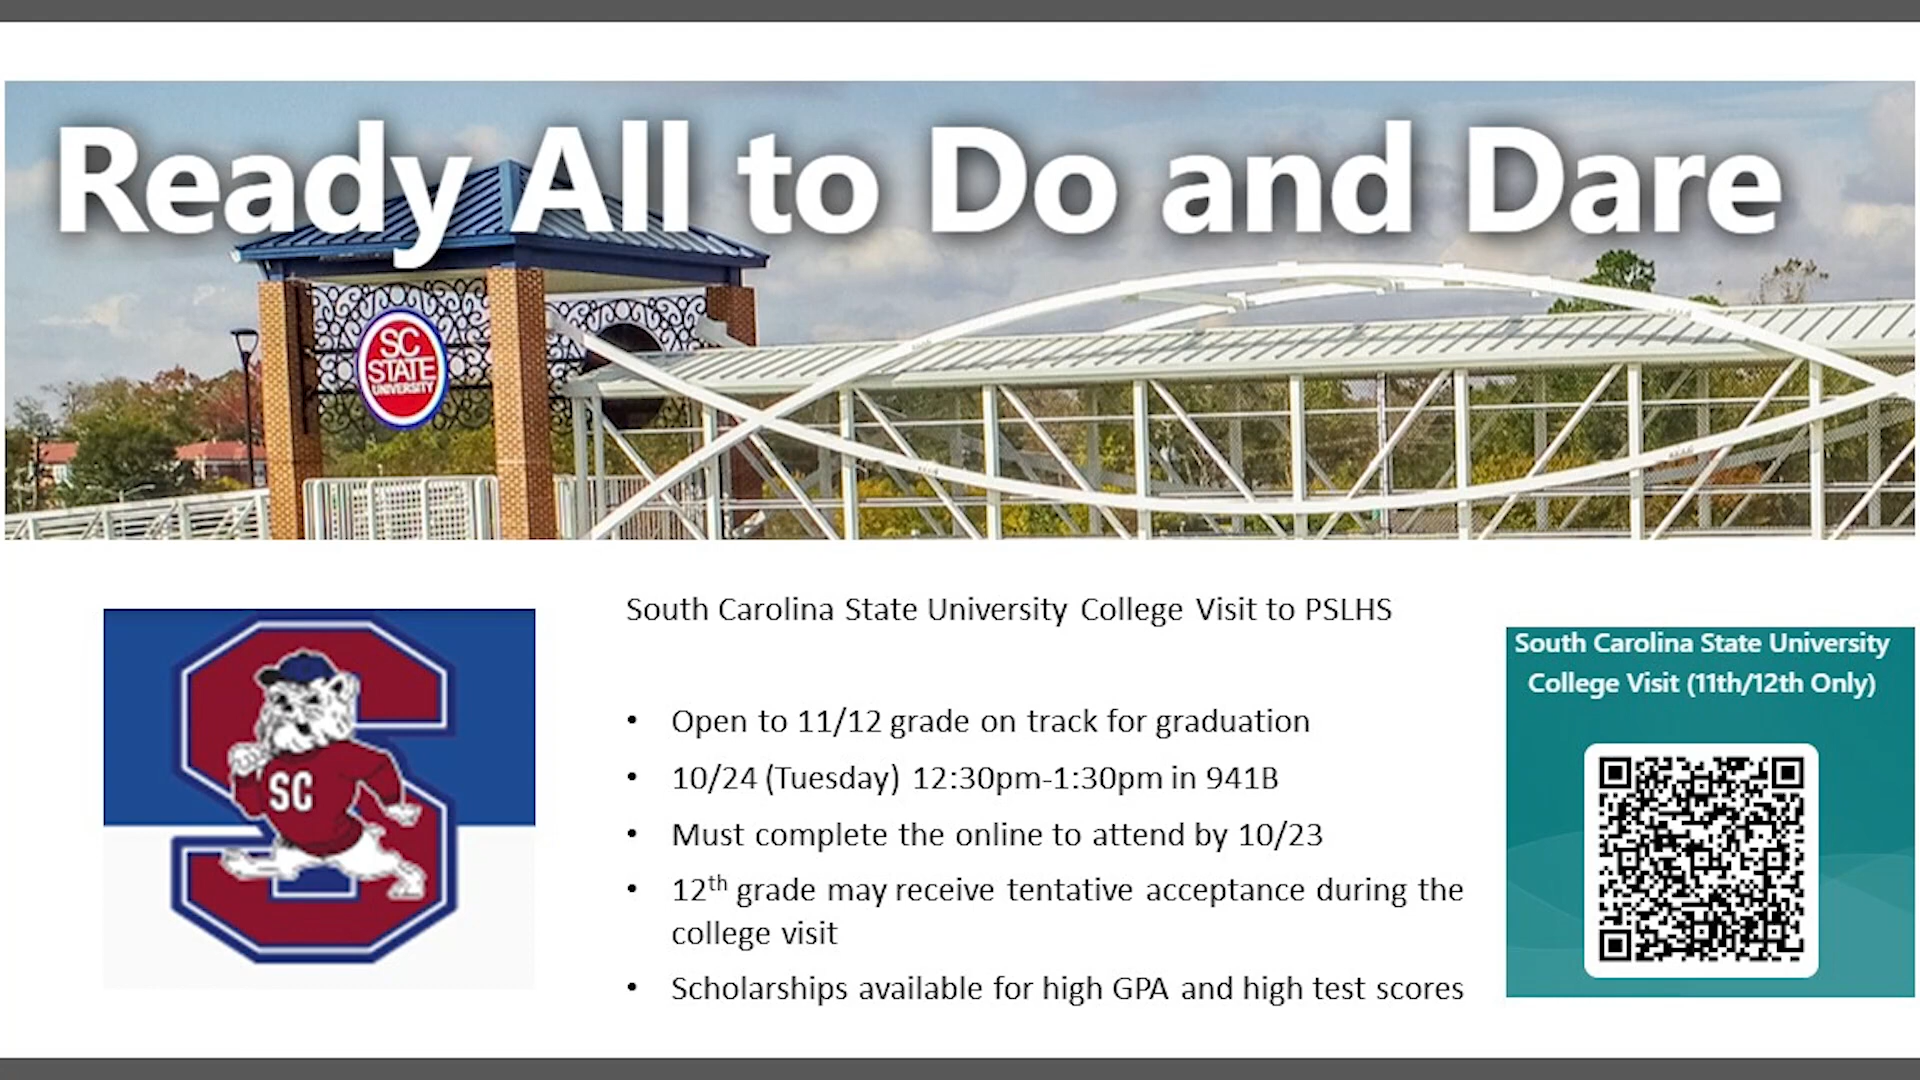 Ready All to Do and Dare
SC
STATE
UNIVERSITY
South Carolina State University College Visit to PSLHS
SC
• Open to 11/12 grade on track for graduation
• 10/24 (Tuesday) 12:30pm-1:30pm in 941B
• Must complete the online to attend by 10/23
• 12th grade may receive tentative acceptance during the
college visit
• Scholarships available for high GPA and high test scores
South Carolina State University
College Visit (11th/12th Only)